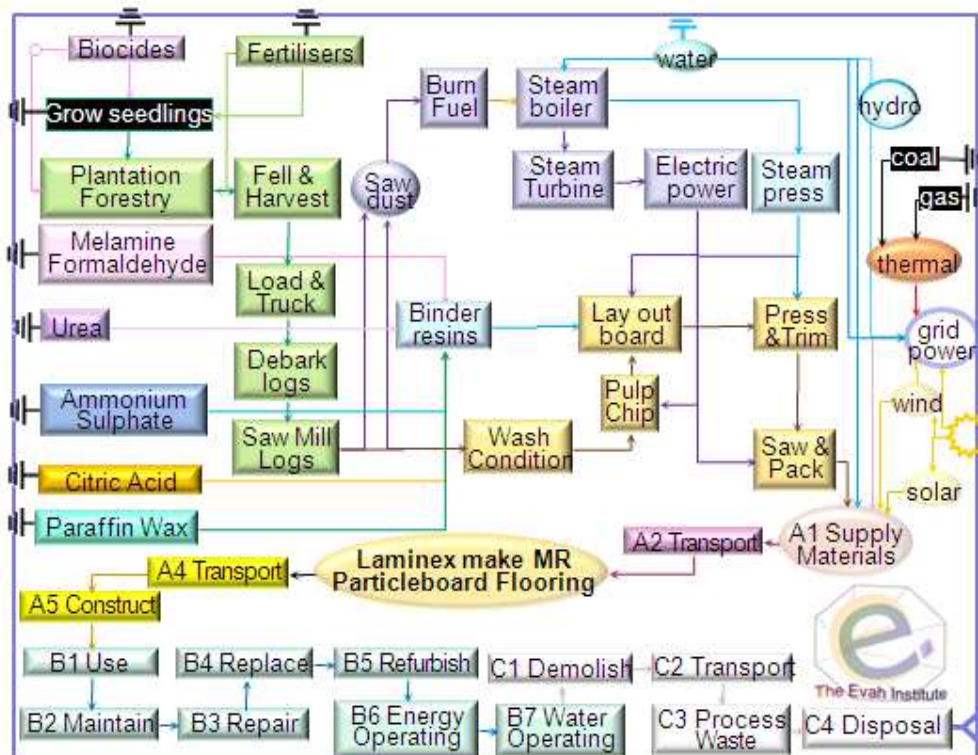 Biocides
Fertilisers
water
Grow seedlings
Burn
Fuel
Steam
boiler
hydro
Plantation
Forestry
Fell &
Harvest
Saw
dust
Steam
Turbine
Electric
power
Steam
press
coal
gas
Melamine
Formaldehyde
thermal
Load &
Truck
Urea
Binder
resins
Lay out
board
Press
&Trim
grid
power
Debark
logs
Ammonium
Sulphate
Pulp
Chip
wind
Saw Mill
Logs
Wash
Condition
Saw &
Pack
Citric Acid
solar
Paraffin Wax
A1 Supply
Materials
A2 Transport
Laminex make MR
Particleboard Flooring
A4 Transport
A5 Construct
B1 Use
B4 Replace
B5 Refurbish
C1 Demolish
C2 Transport
The Evah Institute
B2 Maintain
B3 Repair
B6 Energy
Operating
B7 Water
Operating
C3 Process
Waste
C4 Disposal